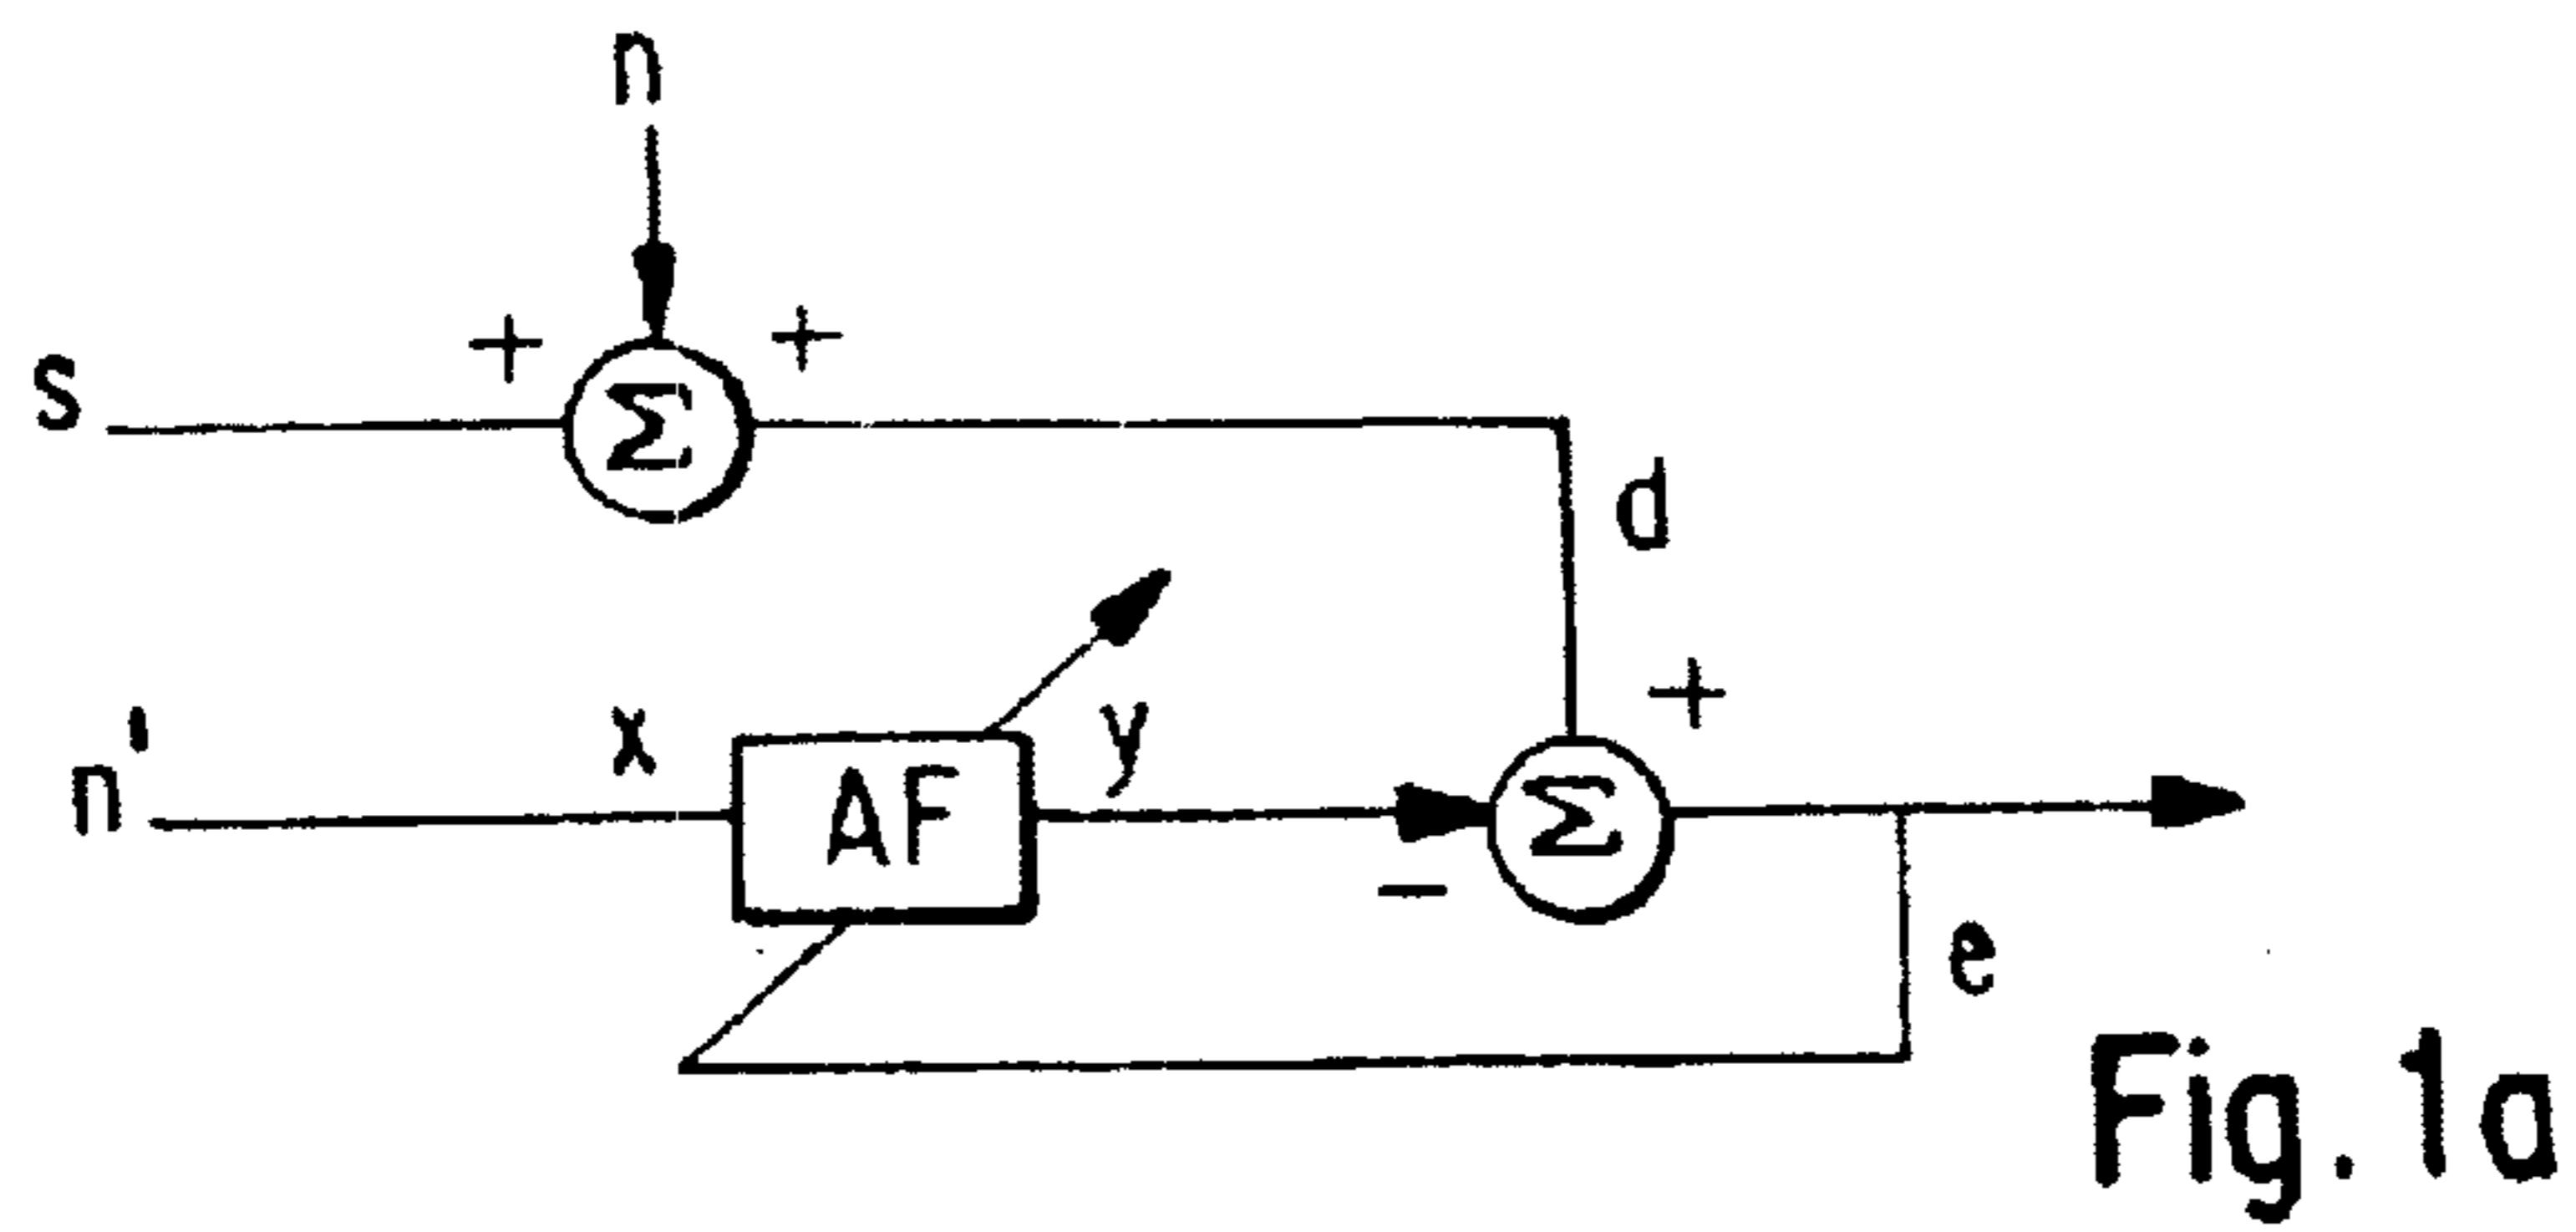 n
+ +
s Σ
d
+
n' x AF y Σ
−
e
Fig. 1a